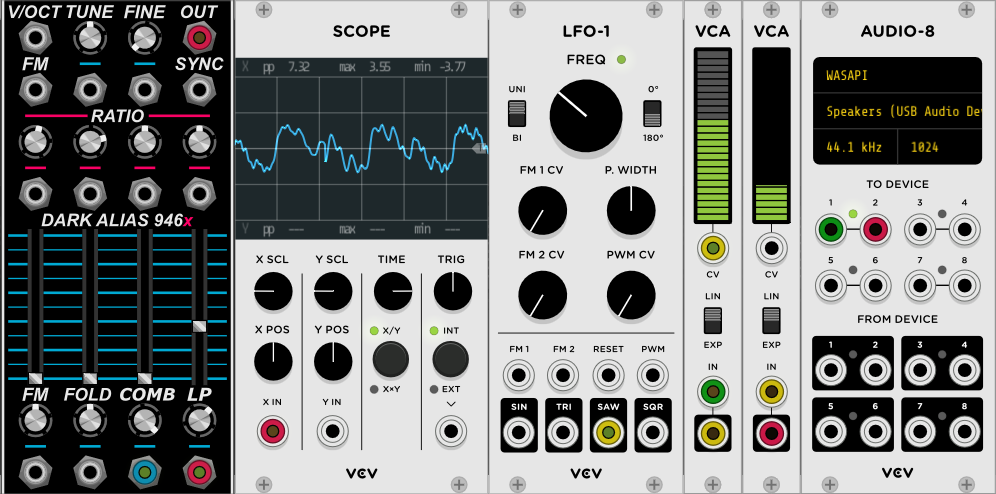 V/OCT TUNE FINE OUT
FM SYNC
RATIO
DARK ALIAS 946x
FM FOLD COMB LP
SCOPE
X pp 7.32 max 3.55 min -3.77
Y pp --- max --- min ---
X SCL Y SCL TIME TRIG
X POS Y POS X/Y INT
X×Y EXT
X IN Y IN
VCV
LFO-1
FREQ
UNI 0°
BI 180°
FM 1 CV P. WIDTH
FM 2 CV PWM CV
FM 1 FM 2 RESET PWM
SIN TRI SAW SQR
VCV
VCA
CV
LIN
EXP
IN
VCA
CV
LIN
EXP
IN
AUDIO-8
WASAPI
Speakers (USB Audio De
44.1 kHz 1024
TO DEVICE
1 2 3 4
5 6 7 8
FROM DEVICE
1 2 3 4
5 6 7 8
VCV